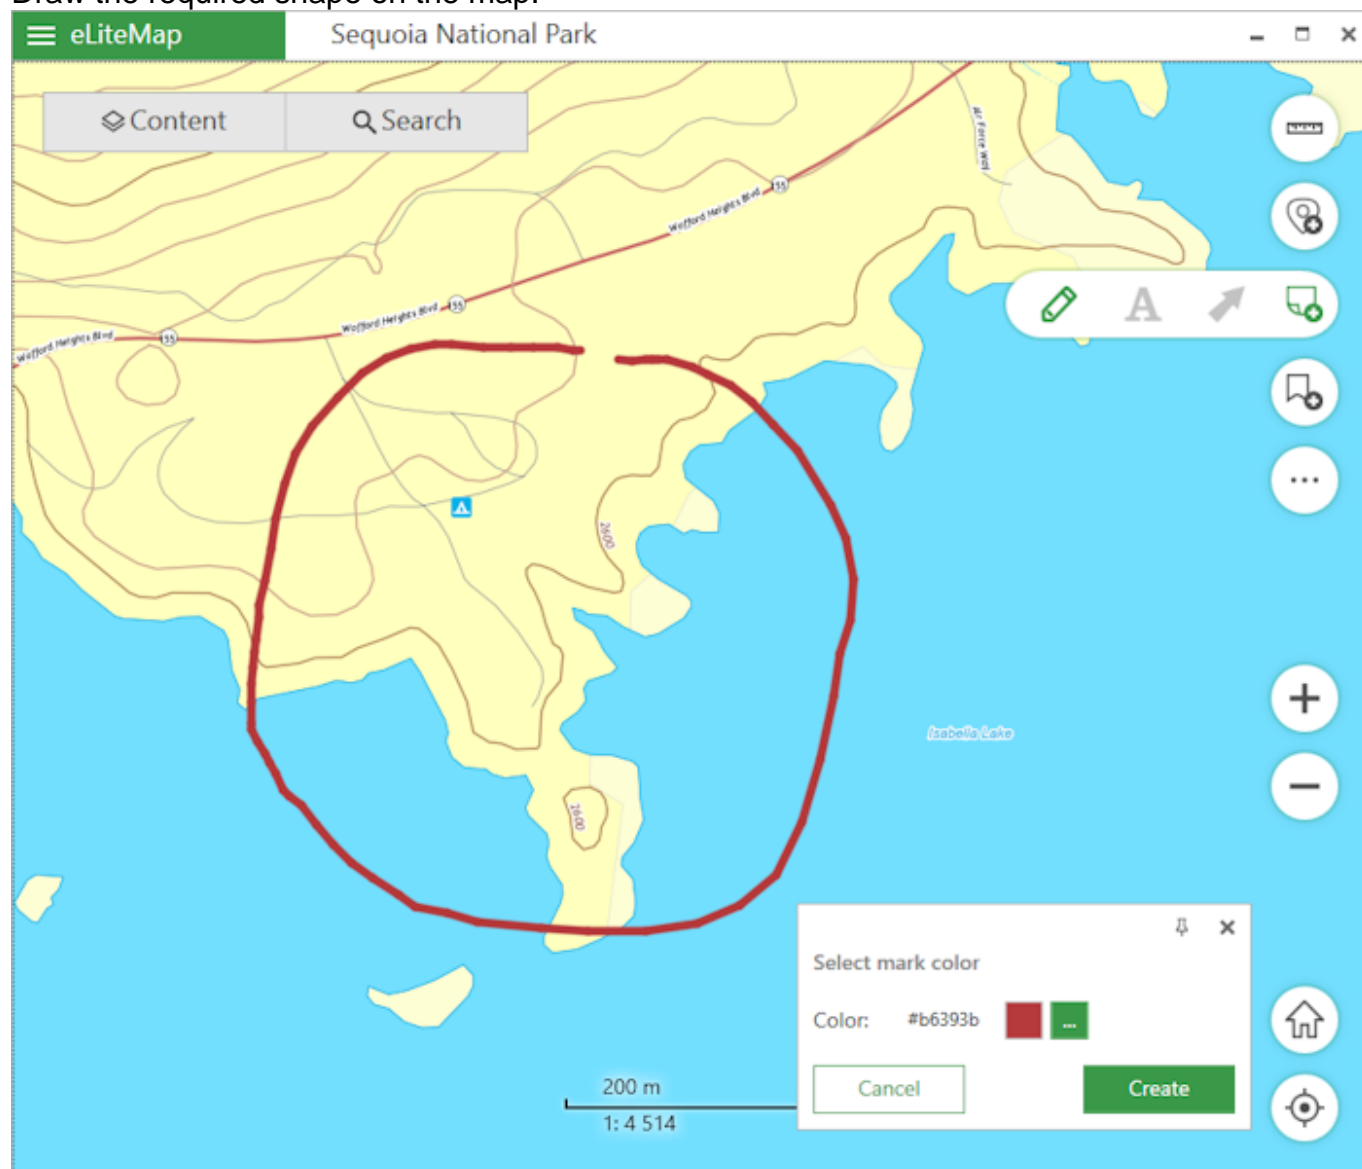 Draw the required shape on the map.
eLiteMap
Sequoia National Park
Content
Search
Air Force Way
55
Wofford Heights Blvd
55
Wofford Heights Blvd
55
Wofford Heights Blvd
A
2600
Isabella Lake
2600
Select mark color
Color: #b6393b ...
Cancel
Create
200 m
1: 4 514